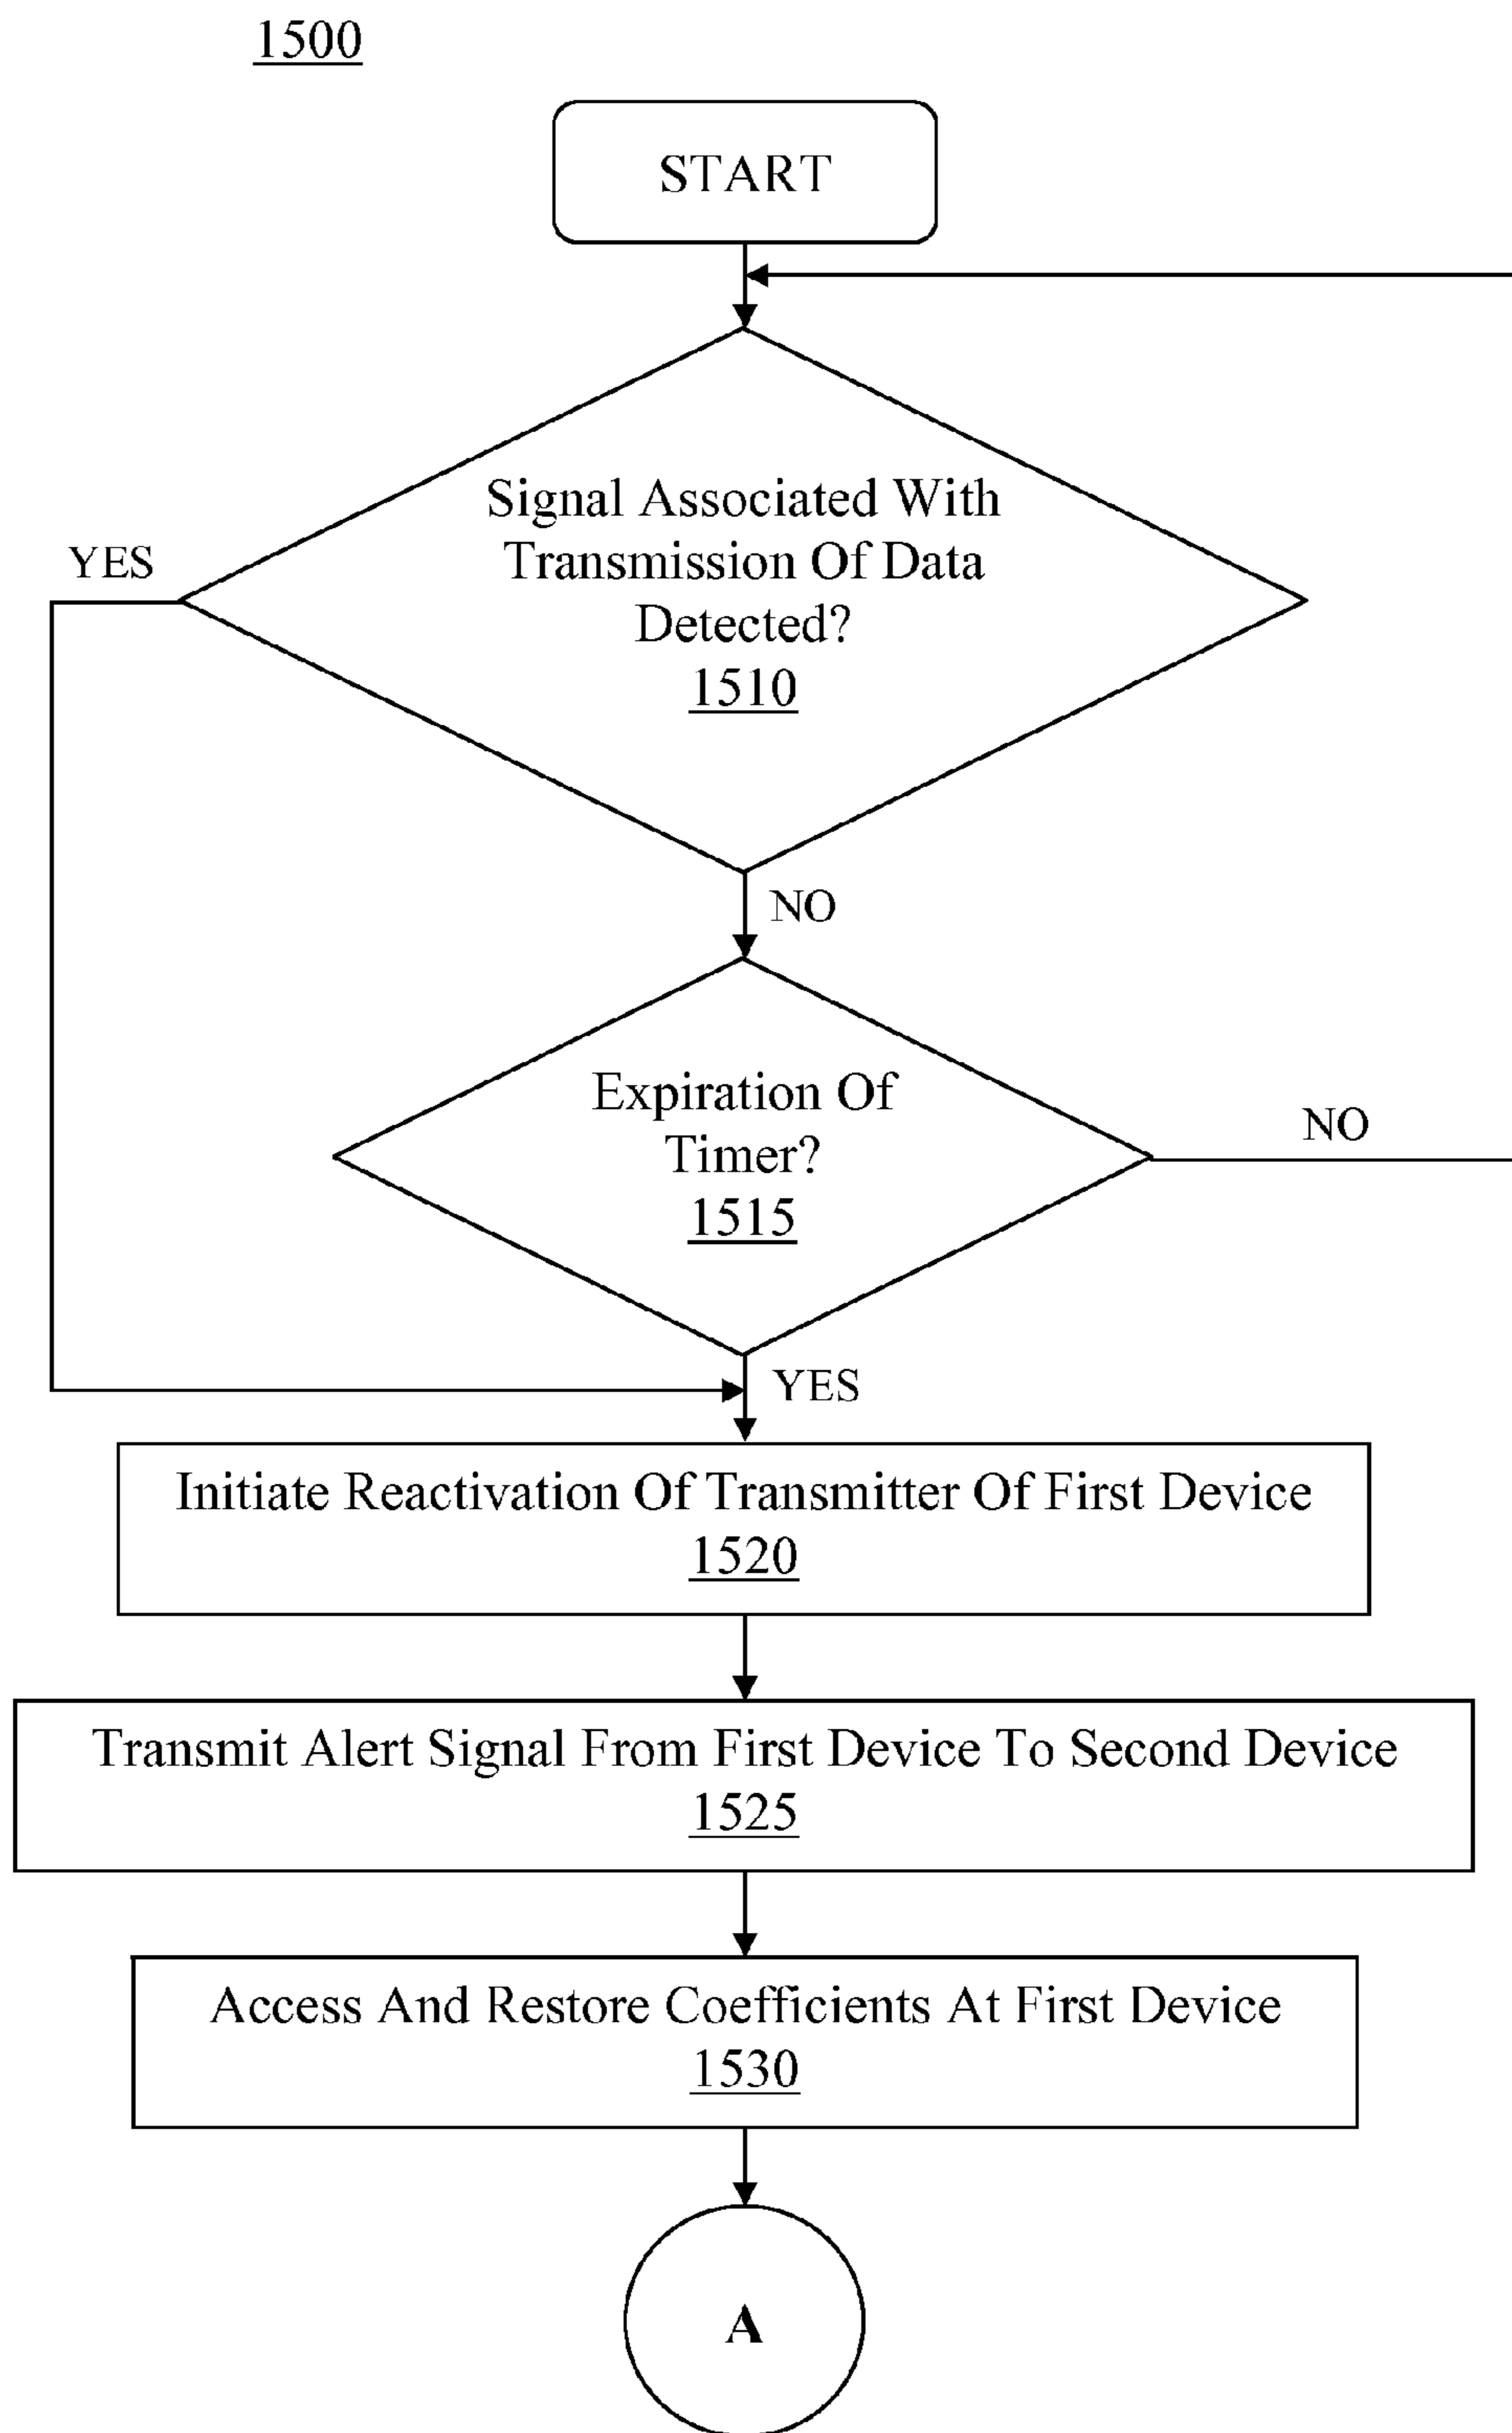 1500
START
Signal Associated With
Transmission Of Data
Detected?
1510
YES
NO
Expiration Of
Timer?
1515
NO
YES
Initiate Reactivation Of Transmitter Of First Device
1520
Transmit Alert Signal From First Device To Second Device
1525
Access And Restore Coefficients At First Device
1530
A